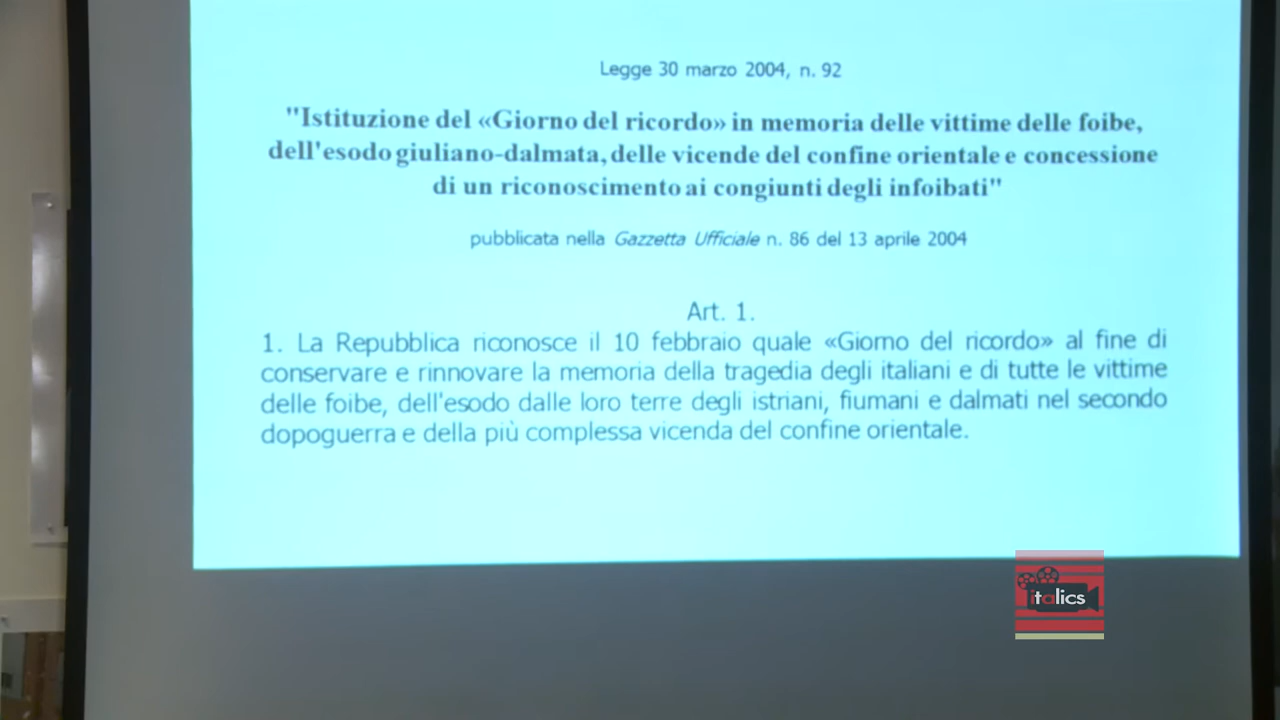 Legge 30 marzo 2004, n. 92
"Istituzione del «Giorno del ricordo» in memoria delle vittime delle foibe,
dell'esodo giuliano-dalmata, delle vicende del confine orientale e concessione
di un riconoscimento ai congiunti degli infoibati"
pubblicata nella Gazzetta Ufficiale n. 86 del 13 aprile 2004
Art. 1.
1. La Repubblica riconosce il 10 febbraio quale «Giorno del ricordo» al fine di
conservare e rinnovare la memoria della tragedia degli italiani e di tutte le vittime
delle foibe, dell'esodo dalle loro terre degli istriani, fiumani e dalmati nel secondo
dopoguerra e della più complessa vicenda del confine orientale.
italics